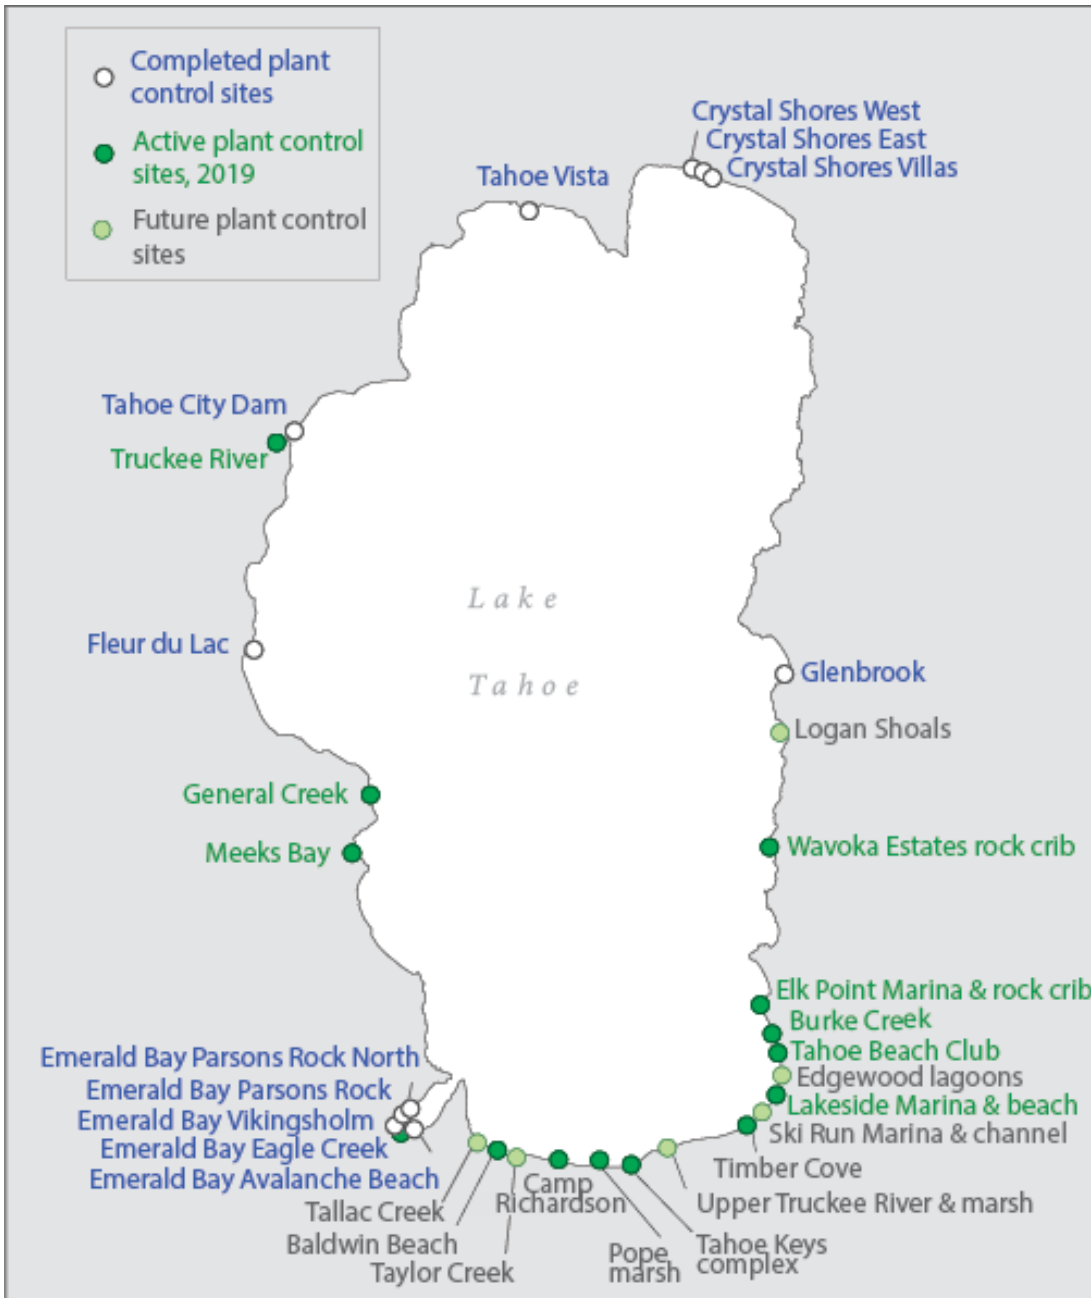 Completed plant
control sites
Active plant control
sites, 2019
Future plant control
sites
Crystal Shores West
Crystal Shores East
Crystal Shores Villas
Tahoe Vista
Tahoe City Dam
Truckee River
Lake
Tahoe
Fleur du Lac
Glenbrook
Logan Shoals
General Creek
Meeks Bay
Wavoka Estates rock crib
Elk Point Marina & rock crib
Burke Creek
Tahoe Beach Club
Edgewood lagoons
Lakeside Marina & beach
Ski Run Marina & channel
Timber Cove
Upper Truckee River & marsh
Emerald Bay Parsons Rock North
Emerald Bay Parsons Rock
Emerald Bay Vikingsholm
Emerald Bay Eagle Creek
Emerald Bay Avalanche Beach
Tallac Creek
Baldwin Beach
Taylor Creek
Camp
Richardson
Pope
marsh
Tahoe Keys
complex